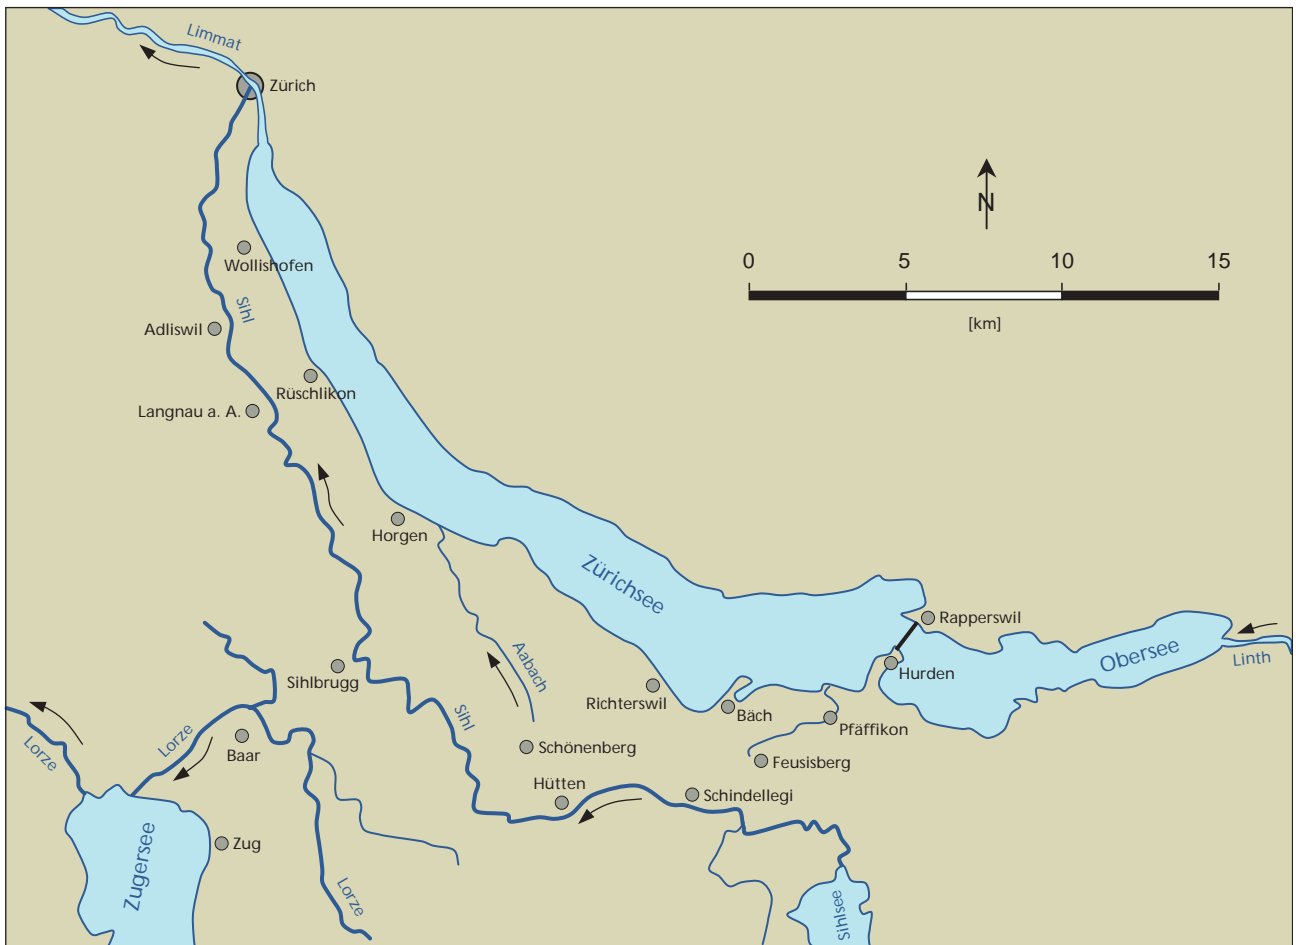 Limmat
Zürich
N
0 5 10 15
[km]
Wollishofen
Sihl
Adliswil
Rüschlikon
Langnau a. A.
Horgen
Zürichsee
Rapperswil
Aabach
Obersee
Linth
Hurden
Sihlbrugg
Richterswil
Bäch
Sihl
Pfäffikon
Lorze
Lorze
Baar
Schönenberg
Feusisberg
Hütten
Schindellegi
Zug
Zugersee
Lorze
Sihlsee